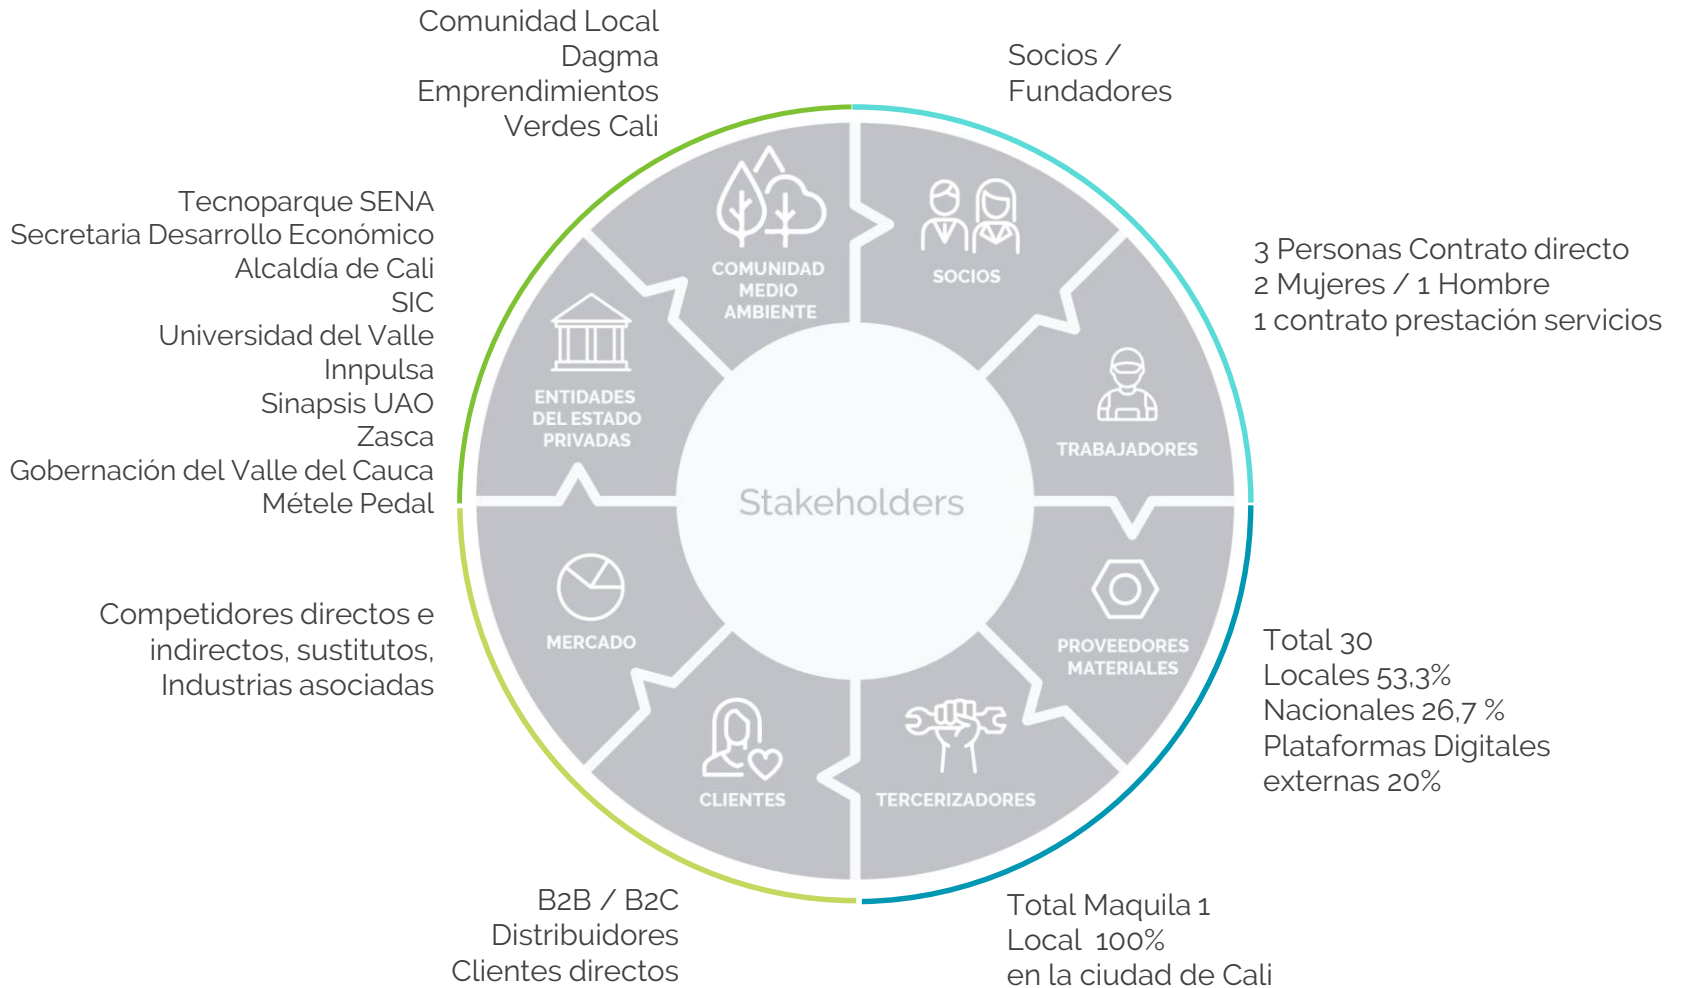 Comunidad Local
Dagma
Emprendimientos
Verdes Cali
Socios /
Fundadores
Tecnoparque SENA
Secretaria Desarrollo Económico
Alcaldía de Cali
SIC
Universidad del Valle
Innpulsa
Sinapsis UAO
Zasca
Gobernación del Valle del Cauca
Métele Pedal
3 Personas Contrato directo
2 Mujeres / 1 Hombre
1 contrato prestación servicios
COMUNIDAD
MEDIO
AMBIENTE
SOCIOS
ENTIDADES
DEL ESTADO
PRIVADAS
TRABAJADORES
Stakeholders
MERCADO
PROVEEDORES
MATERIALES
CLIENTES
TERCERIZADORES
Competidores directos e
indirectos, sustitutos,
Industrias asociadas
Total 30
Locales 53,3%
Nacionales 26,7 %
Plataformas Digitales
externas 20%
B2B / B2C
Distribuidores
Clientes directos
Total Maquila 1
Local 100%
en la ciudad de Cali